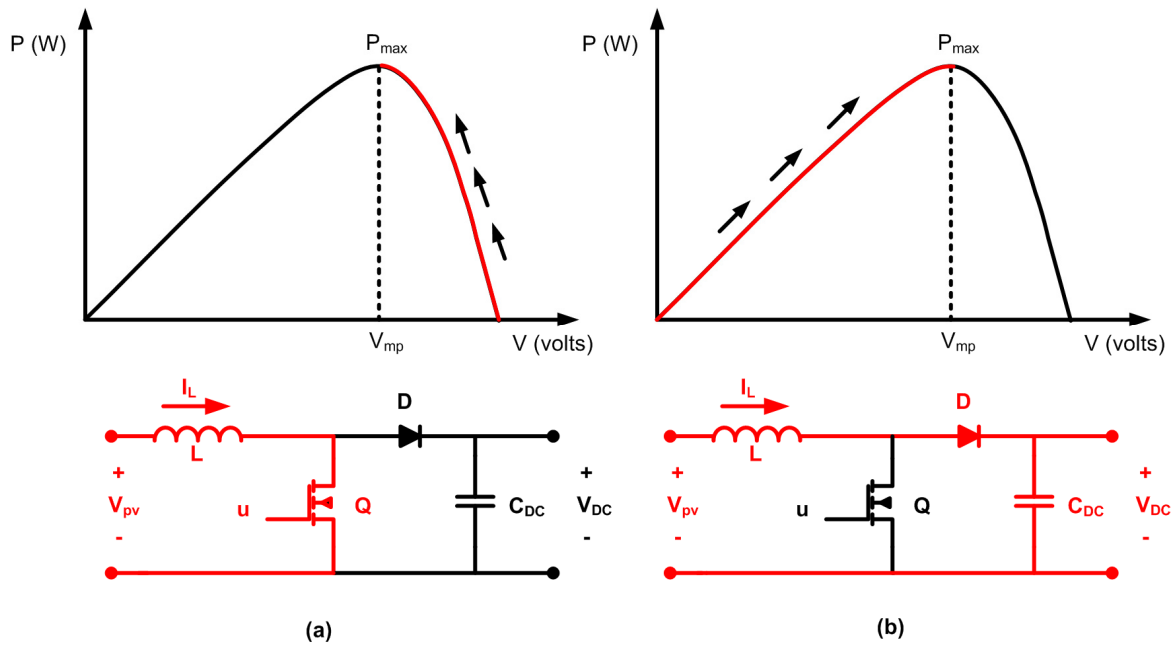 P (W)
Pmax
Vmp
V (volts)
P (W)
Pmax
Vmp
V (volts)
IL
D
L
+
Vpv
-
u
Q
CDC
+
VDC
-
(a)
IL
D
L
+
Vpv
-
u
Q
CDC
+
VDC
-
(b)